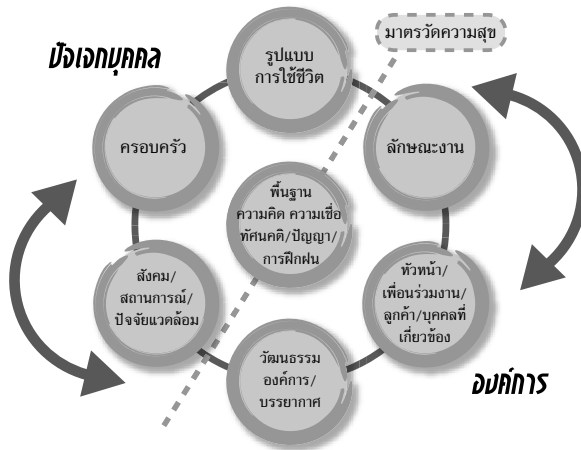 มาตรวัดความสุข
ปัจเจกบุคคล
รูปแบบ
การใช้ชีวิต
ครอบครัว
ลักษณะงาน
พื้นฐาน
ความคิด ความเชื่อ
ทัศนคติ/ปัญญา/
การฝึกฝน
สังคม/
สถานการณ์/
ปัจจัยแวดล้อม
หัวหน้า/
เพื่อนร่วมงาน/
ลูกค้า/บุคคลที่
เกี่ยวข้อง
วัฒนธรรม
องค์การ/
บรรยากาศ
องค์การ